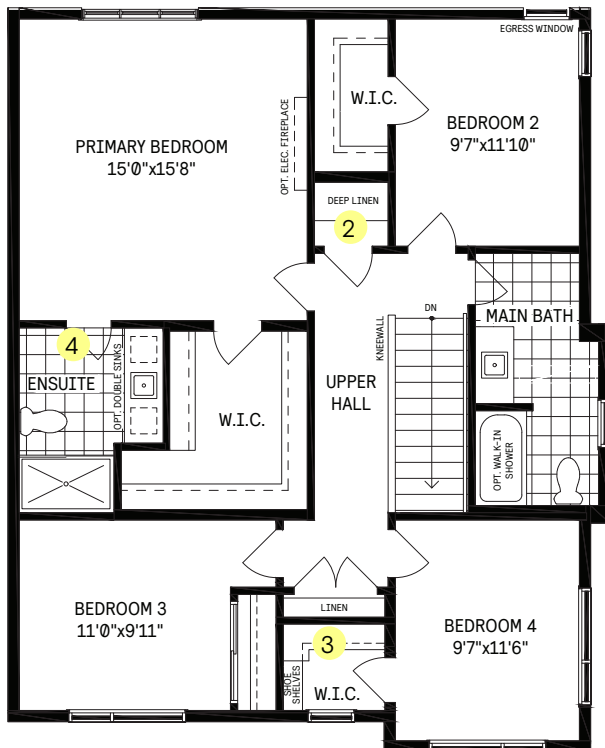 EGRESS WINDOW
W.I.C.
BEDROOM 2
9'7"x11'10"
PRIMARY BEDROOM
15'0"x15'8"
OPT. ELEC. FIREPLACE
DEEP LINEN
2
DN
KNEEWALL
MAIN BATH
4
ENSUITE
OPT. DOUBLE SINKS
W.I.C.
UPPER
HALL
OPT. WALK-IN
SHOWER
BEDROOM 3
11'0"x9'11"
LINEN
3
SHOE
SHELVES
W.I.C.
BEDROOM 4
9'7"x11'6"